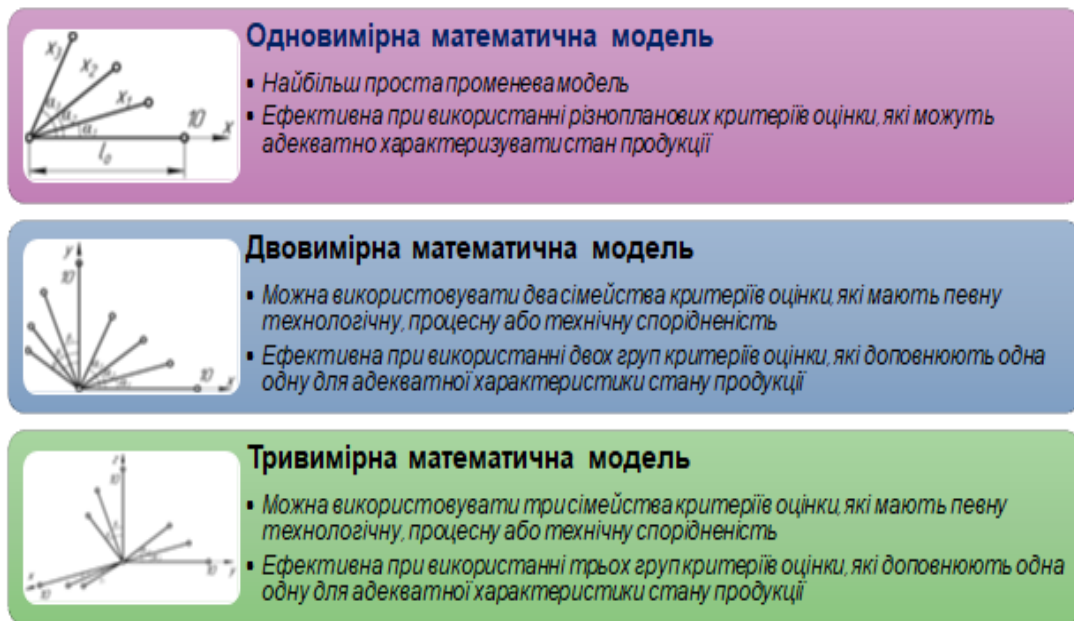 Одновимірна математична модель
▪ Найбільш проста променева модель
▪ Ефективна при використанні різнопланових критеріїв оцінки, які можуть
адекватно характеризувати стан продукції
x₃
x₂
x₁
α₃
α₂
α₁
10
x
l₀
Двовимірна математична модель
▪ Можна використовувати два сімейства критеріїв оцінки, які мають певну
технологічну, процесну або технічну спорідненість
▪ Ефективна при використанні двох груп критеріїв оцінки, які доповнюють одна
одну для адекватної характеристики стану продукції
y
10
10
x
Тривимірна математична модель
▪ Можна використовувати три сімейства критеріїв оцінки, які мають певну
технологічну, процесну або технічну спорідненість
▪ Ефективна при використанні трьох груп критеріїв оцінки, які доповнюють одна
одну для адекватної характеристики стану продукції
z
10
10
y
x
10